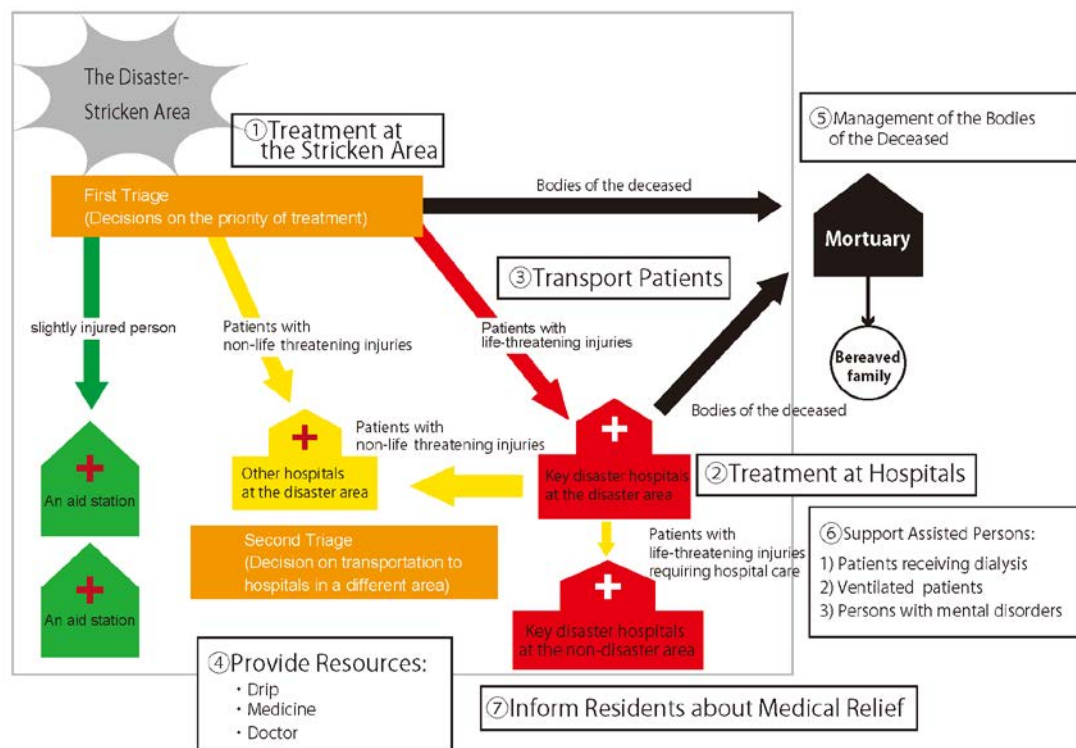 The Disaster-
Stricken Area
①Treatment at
the Stricken Area
First Triage
(Decisions on the priority of treatment)
Bodies of the deceased
⑤Management of the Bodies
of the Deceased
Mortuary
③Transport Patients
slightly injured person
Patients with
non-life threatening injuries
Patients with
life-threatening injuries
Bereaved
family
Bodies of the deceased
Patients with
non-life threatening injuries
An aid station
Other hospitals
at the disaster area
Key disaster hospitals
at the disaster area
②Treatment at Hospitals
Second Triage
(Decision on transportation to
hospitals in a different area)
Patients with
life-threatening injuries
requiring hospital care
⑥Support Assisted Persons:
1) Patients receiving dialysis
2) Ventilated patients
3) Persons with mental disorders
An aid station
Key disaster hospitals
at the non-disaster area
④Provide Resources:
・Drip
・Medicine
・Doctor
⑦Inform Residents about Medical Relief